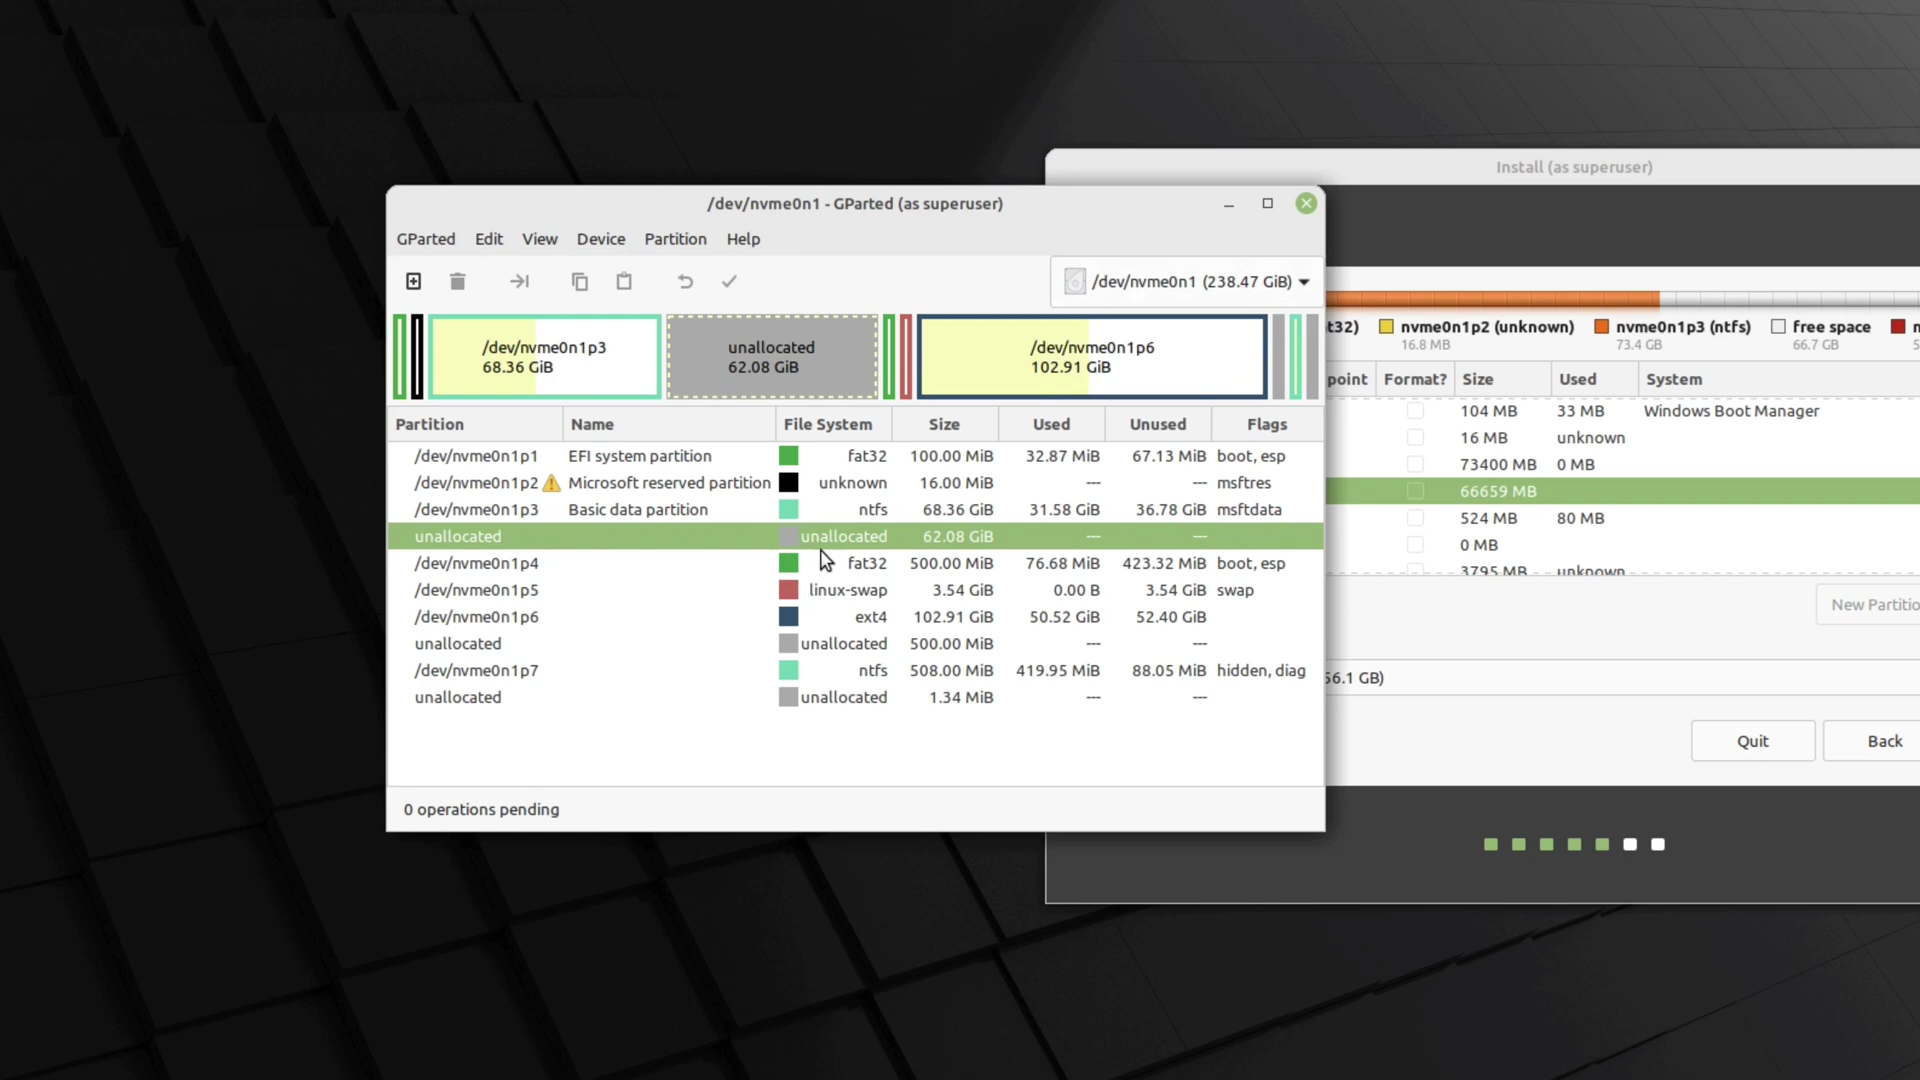 Install (as superuser)
/dev/nvme0n1 - GParted (as superuser)
GParted Edit View Device Partition Help
/dev/nvme0n1 (238.47 GiB)
/dev/nvme0n1p3
68.36 GiB
unallocated
62.08 GiB
/dev/nvme0n1p6
102.91 GiB
Partition Name File System Size Used Unused Flags
/dev/nvme0n1p1 EFI system partition fat32 100.00 MiB 32.87 MiB 67.13 MiB boot, esp
/dev/nvme0n1p2 Microsoft reserved partition unknown 16.00 MiB --- --- msftres
/dev/nvme0n1p3 Basic data partition ntfs 68.36 GiB 31.58 GiB 36.78 GiB msftdata
unallocated unallocated 62.08 GiB --- ---
/dev/nvme0n1p4 fat32 500.00 MiB 76.68 MiB 423.32 MiB boot, esp
/dev/nvme0n1p5 linux-swap 3.54 GiB 0.00 B 3.54 GiB swap
/dev/nvme0n1p6 ext4 102.91 GiB 50.52 GiB 52.40 GiB
unallocated unallocated 500.00 MiB --- ---
/dev/nvme0n1p7 ntfs 508.00 MiB 419.95 MiB 88.05 MiB hidden, diag
unallocated unallocated 1.34 MiB --- ---
0 operations pending
t32) nvme0n1p2 (unknown) nvme0n1p3 (ntfs) free space
16.8 MB 73.4 GB 66.7 GB
point Format? Size Used System
104 MB 33 MB Windows Boot Manager
16 MB unknown
73400 MB 0 MB
66659 MB
524 MB 80 MB
0 MB
3795 MB unknown
New Partitio
56.1 GB)
Quit Back